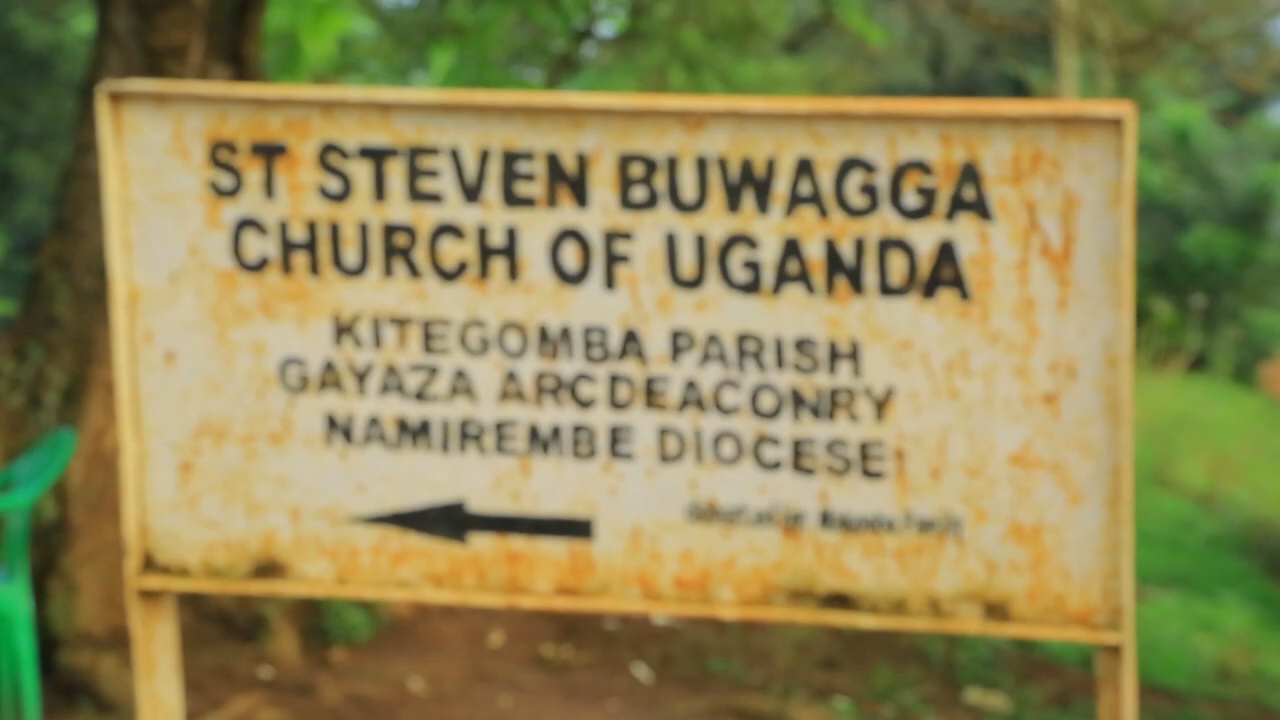 ST STEVEN BUWAGGA
CHURCH OF UGANDA
KITEGOMBA PARISH
GAYAZA ARCDEACONRY
NAMIREMBE DIOCESE